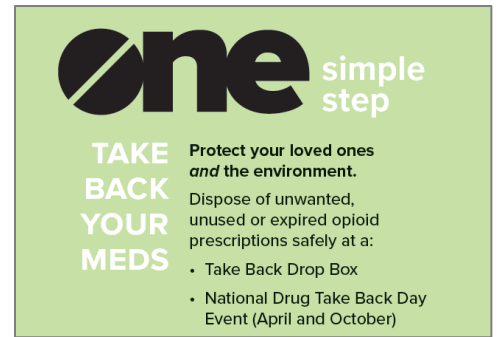 one
simple
step
TAKE
BACK
YOUR
MEDS
Protect your loved ones
and the environment.
Dispose of unwanted,
unused or expired opioid
prescriptions safely at a:
• Take Back Drop Box
• National Drug Take Back Day
Event (April and October)